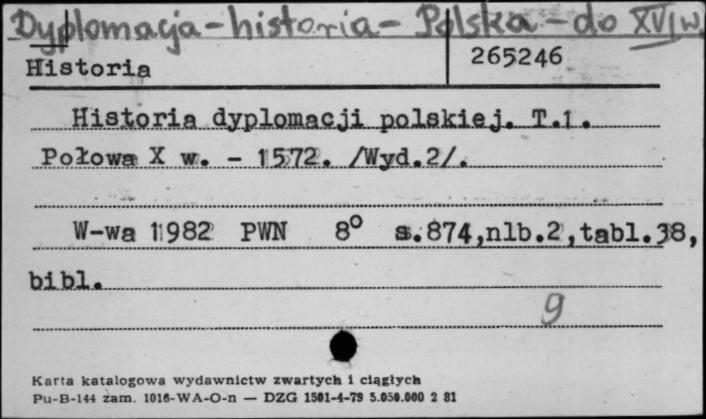 Dyplomacja - historia - Polska - do XVI w.
Historia
265246
Historia dyplomacji polskiej. T.1.
Połowa X w. - 1572. /Wyd.2/.
W-wa 1982 PWN 8° s.874,nlb.2,tabl.38,
bibl.
9
Karta katalogowa wydawnictw zwartych i ciągłych
Pu-B-144 zam. 1016-WA-O-n — DZG 1501-4-79 5.050.000 2 81